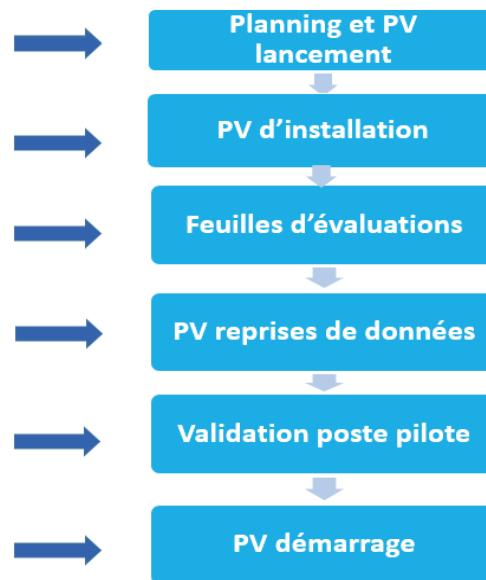 Planning et PV
lancement
PV d'installation
Feuilles d'évaluations
PV reprises de données
Validation poste pilote
PV démarrage